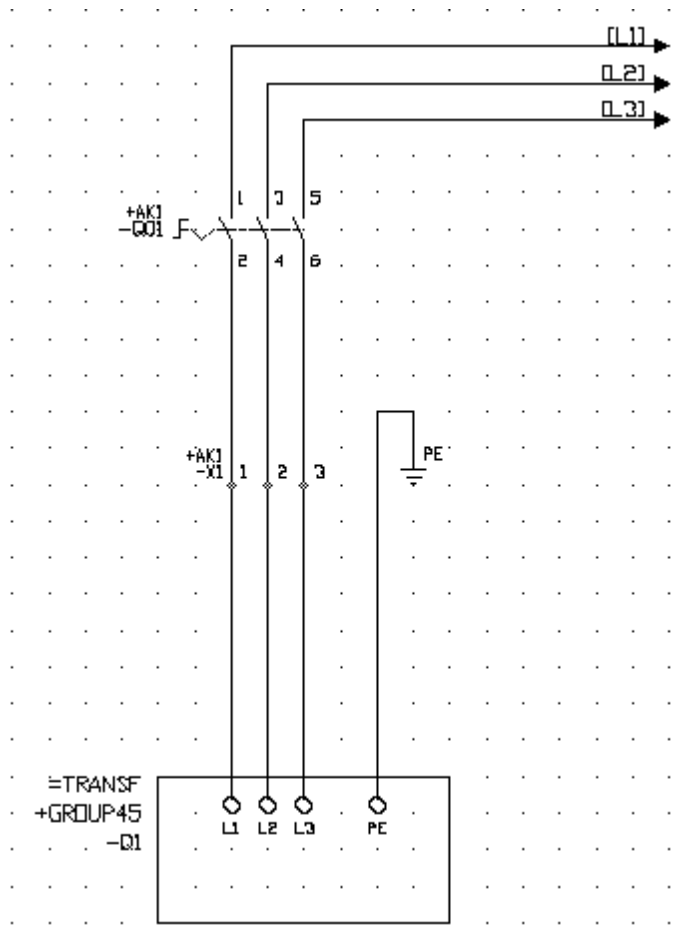 [L1]
[L2]
[L3]
1 3 5
+AK1
-Q01
2 4 6
+AK1
-X1 1 2 3
PE
=TRANSF
+GROUP45
-Q1
L1 L2 L3 PE